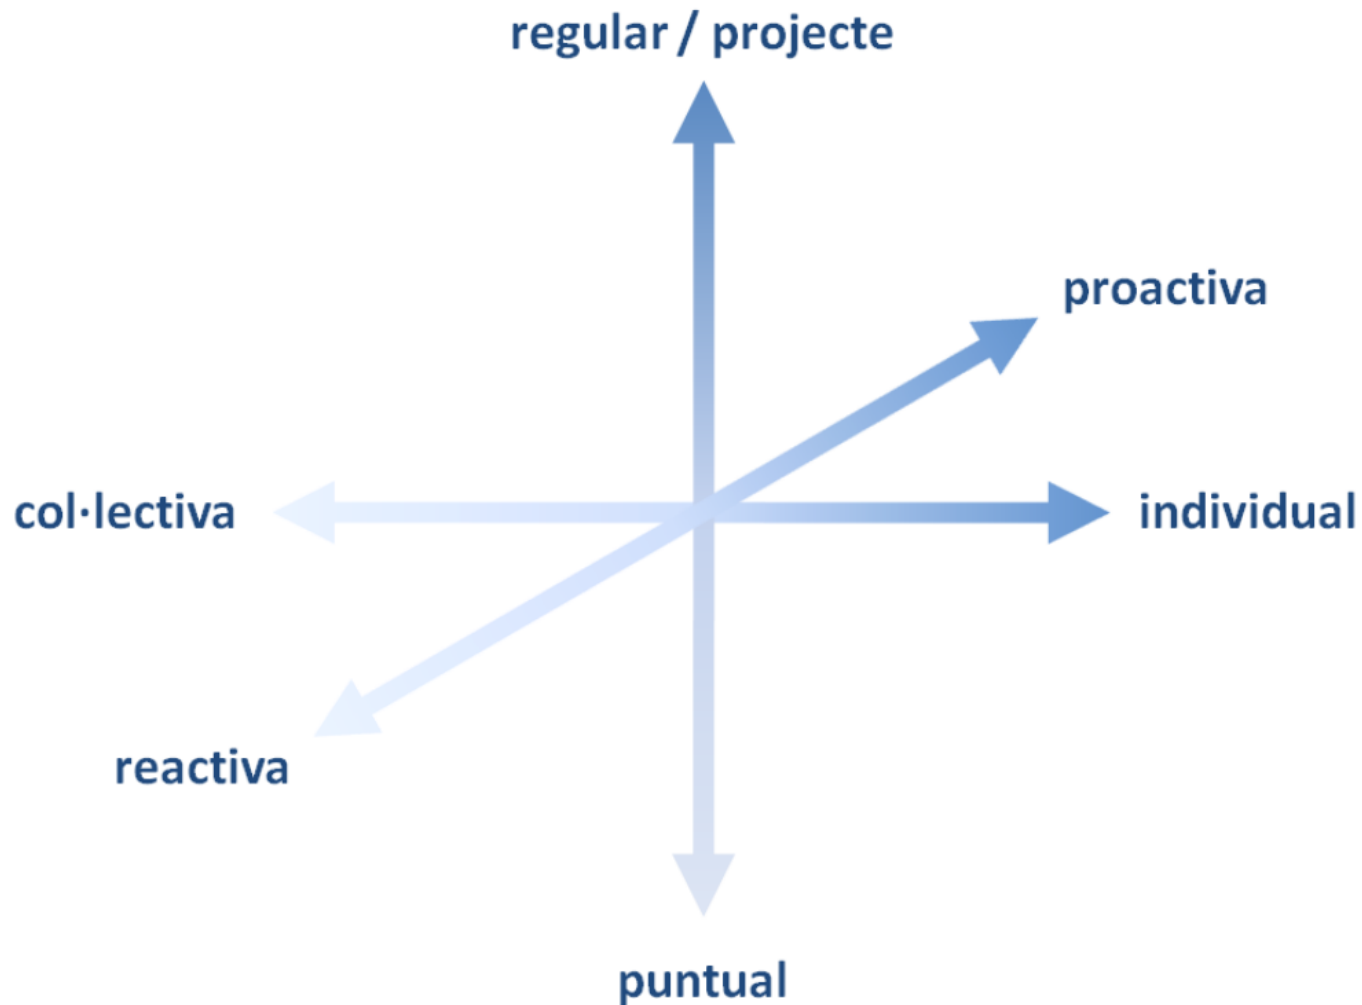 regular / projecte
proactiva
col·lectiva
individual
reactiva
puntual